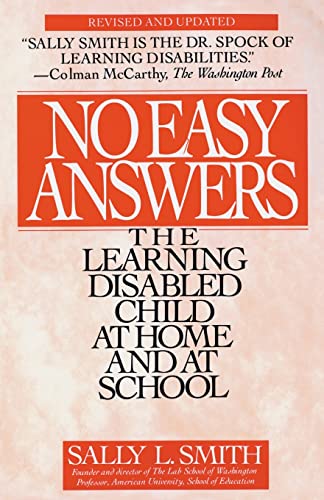 REVISED AND UPDATED
"SALLY SMITH IS THE DR. SPOCK OF
LEARNING DISABILITIES."
—Colman McCarthy, The Washington Post
NO EASY
ANSWERS
THE
LEARNING
DISABLED
CHILD
AT HOME
AND AT
SCHOOL
SALLY L. SMITH
Founder and director of The Lab School of Washington
Professor, American University, School of Education